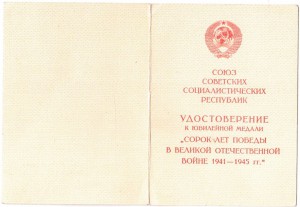 СОЮЗ
СОВЕТСКИХ
СОЦИАЛИСТИЧЕСКИХ
РЕСПУБЛИК
УДОСТОВЕРЕНИЕ
К ЮБИЛЕЙНОЙ МЕДАЛИ
"СОРОК ЛЕТ ПОБЕДЫ
В ВЕЛИКОЙ ОТЕЧЕСТВЕННОЙ
ВОЙНЕ 1941—1945 гг."